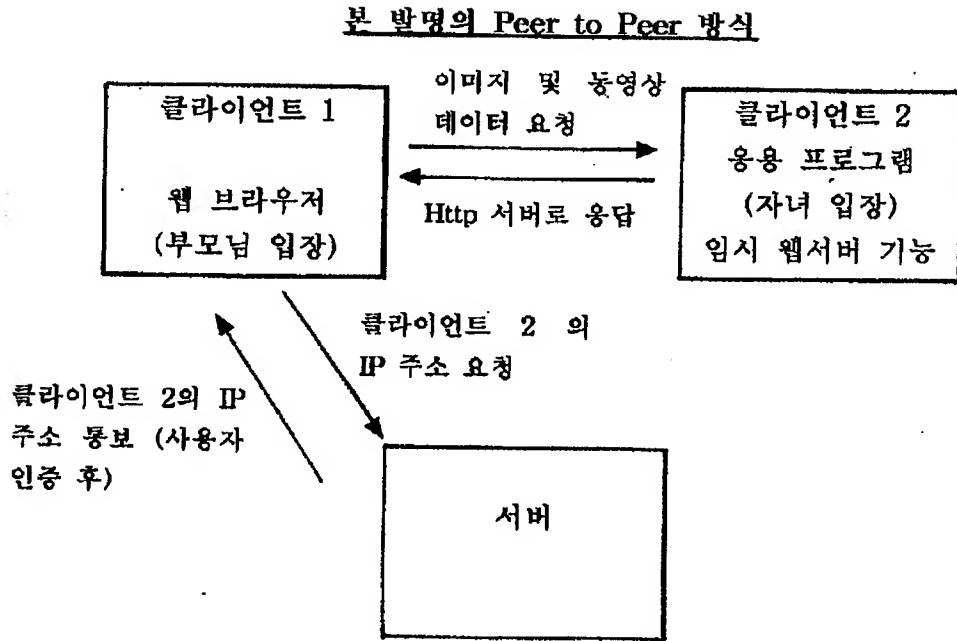 본 발명의 Peer to Peer 방식
클라이언트 1
웹 브라우저
(부모님 입장)
이미지 및 동영상
데이터 요청
Http 서버로 응답
클라이언트 2
응용 프로그램
(자녀 입장)
임시 웹서버 기능
클라이언트 2 의
IP 주소 요청
클라이언트 2의 IP
주소 통보 (사용자
인증 후)
서버